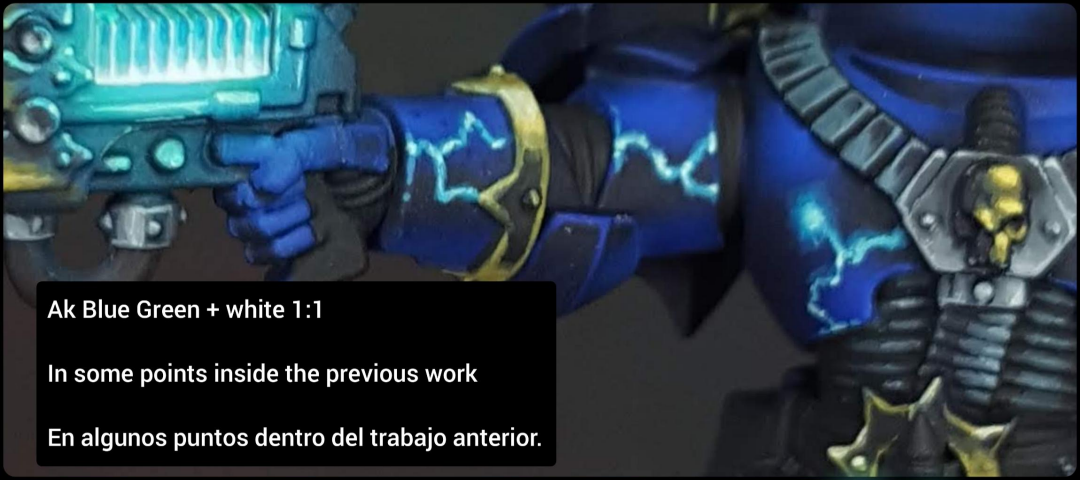 Ak Blue Green + white 1:1
In some points inside the previous work
En algunos puntos dentro del trabajo anterior.